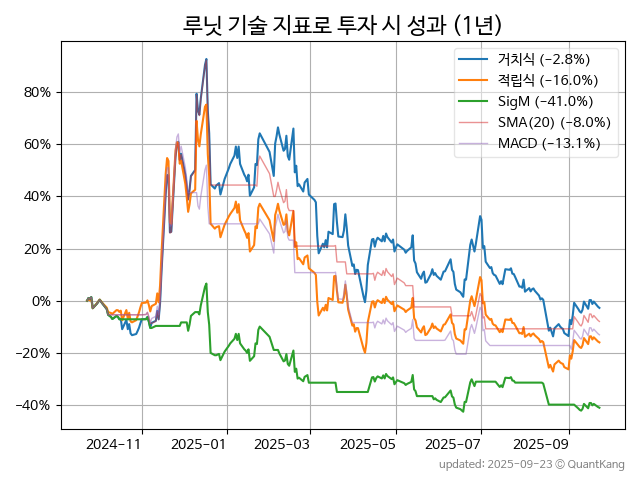 루닛 기술 지표로 투자 시 성과 (1년)
거치식 (−2.8%)
적립식 (−16.0%)
SigM (−41.0%)
SMA(20) (−8.0%)
MACD (−13.1%)
80%
60%
40%
20%
0%
−20%
−40%
2024-11
2025-01
2025-03
2025-05
2025-07
2025-09
updated: 2025-09-23 © QuantKang